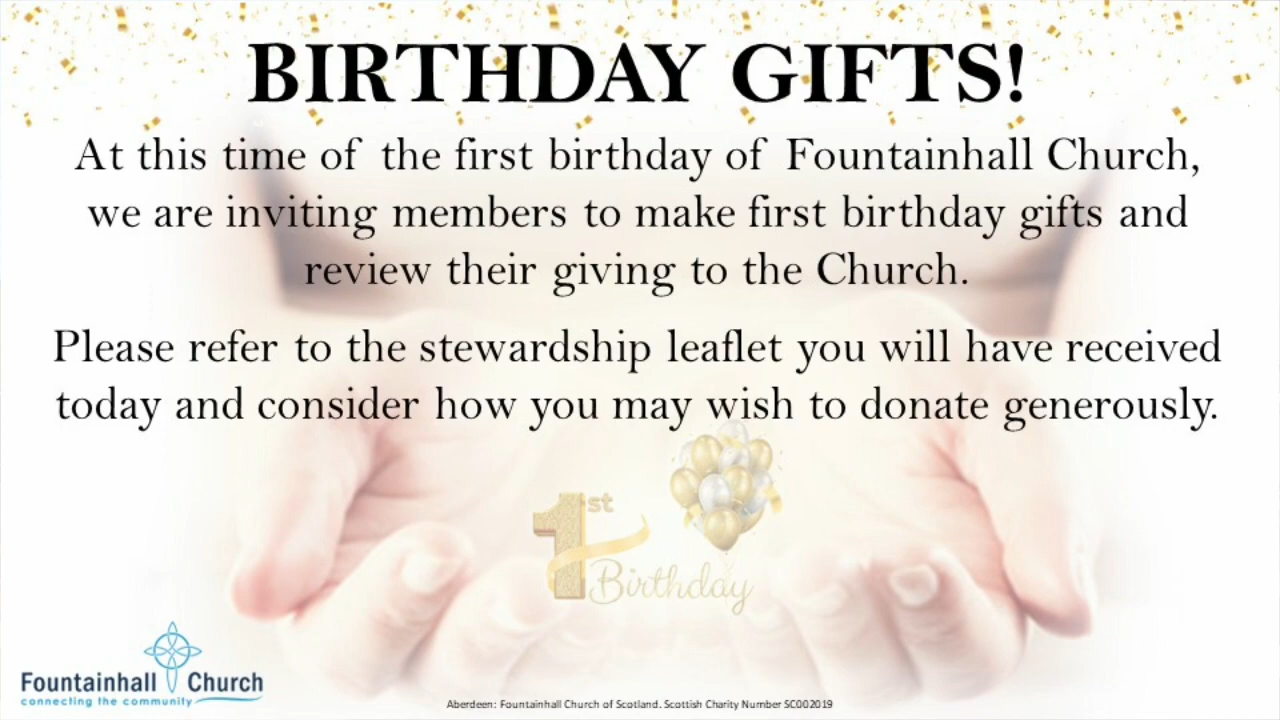 BIRTHDAY GIFTS!
At this time of the first birthday of Fountainhall Church,
we are inviting members to make first birthday gifts and
review their giving to the Church.
Please refer to the stewardship leaflet you will have received
today and consider how you may wish to donate generously.
1st
Birthday
Fountainhall Church
connecting the community
Aberdeen: Fountainhall Church of Scotland. Scottish Charity Number SC002019